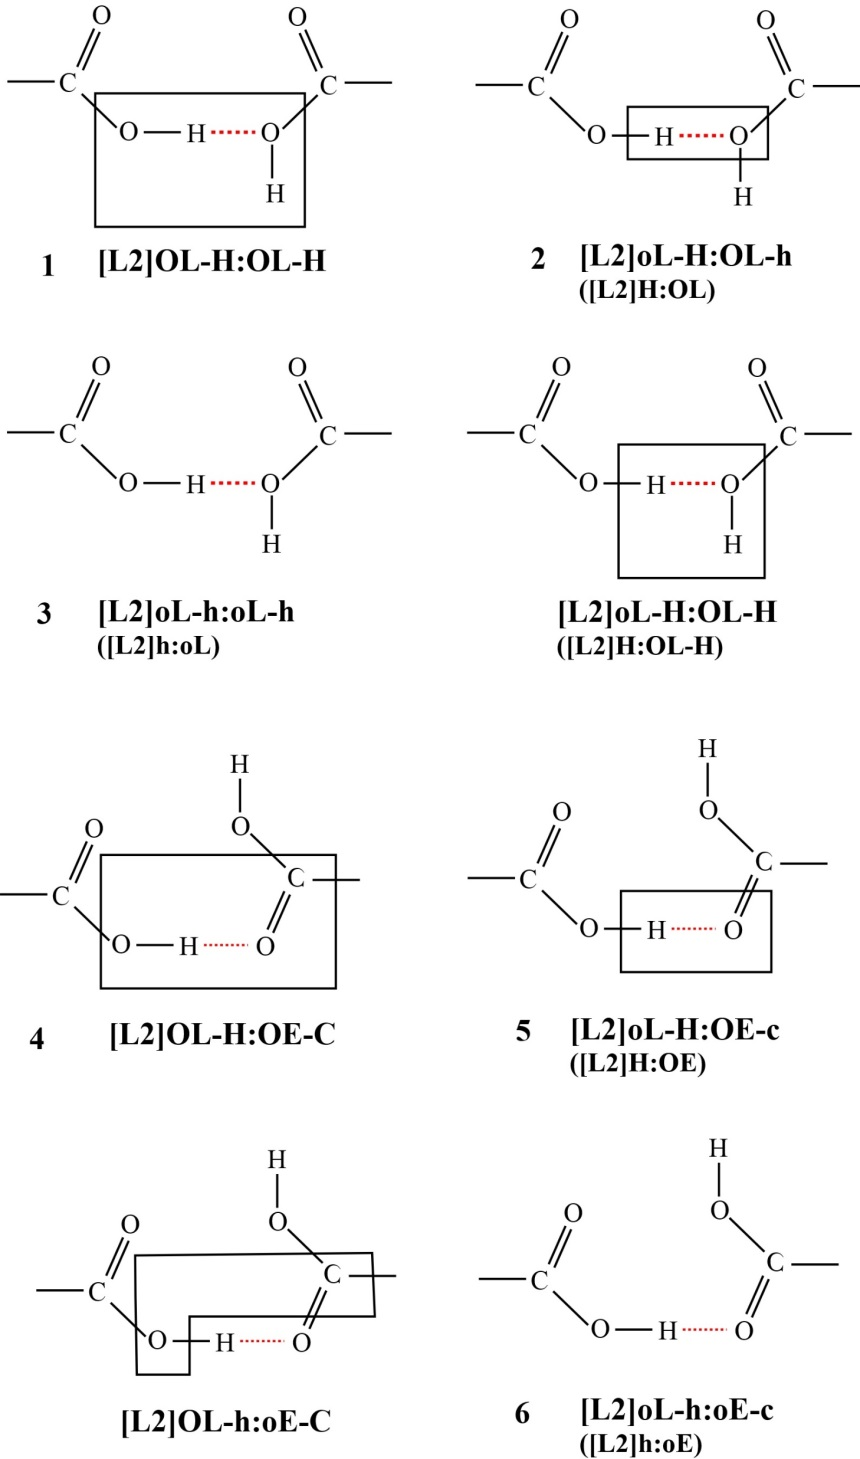 O O
C C
O H O
H
1 [L2]OL-H:OL-H
O O
C C
O H O
H
2 [L2]oL-H:OL-h
([L2]H:OL)
O O
C C
O H O
H
3 [L2]oL-h:oL-h
([L2]h:oL)
O O
C C
O H O
H
[L2]oL-H:OL-H
([L2]H:OL-H)
H
O O
C C
O H O
4 [L2]OL-H:OE-C
H
O O
C C
O H O
5 [L2]oL-H:OE-c
([L2]H:OE)
H
O O
C C
O H O
[L2]OL-h:oE-C
H
O O
C C
O H O
6 [L2]oL-h:oE-c
([L2]h:oE)